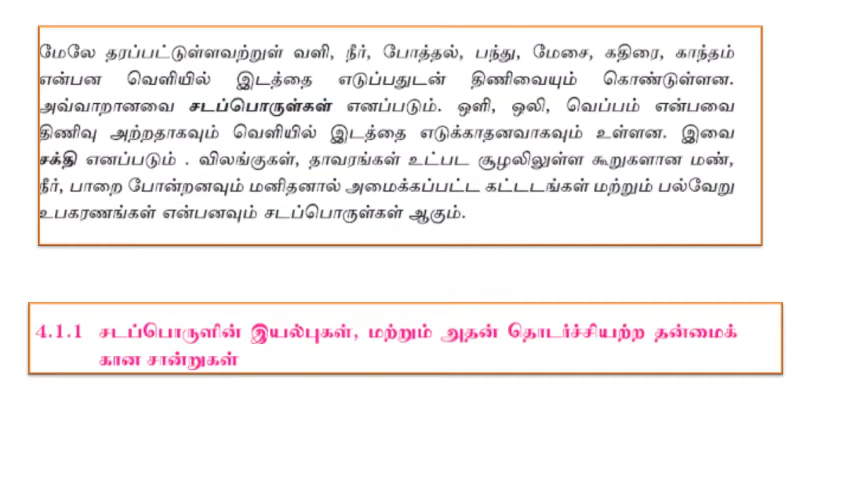 மேலே தரப்பட்டுள்ளவற்றுள் வளி, நீர், போத்தல், பந்து, மேசை, கதிரை, காந்தம்
என்பன வெளியில் இடத்தை எடுப்பதுடன் திணிவையும் கொண்டுள்ளன.
அவ்வாறானவை சடப்பொருள்கள் எனப்படும். ஒளி, ஒலி, வெப்பம் என்பவை
திணிவு அற்றதாகவும் வெளியில் இடத்தை எடுக்காதனவாகவும் உள்ளன. இவை
சக்தி எனப்படும் . விலங்குகள், தாவரங்கள் உட்பட சூழலிலுள்ள கூறுகளான மண்,
நீர், பாறை போன்றனவும் மனிதனால் அமைக்கப்பட்ட கட்டடங்கள் மற்றும் பல்வேறு
உபகரணங்கள் என்பனவும் சடப்பொருள்கள் ஆகும்.
4.1.1 சடப்பொருளின் இயல்புகள், மற்றும் அதன் தொடர்ச்சியற்ற தன்மைக்
கான சான்றுகள்